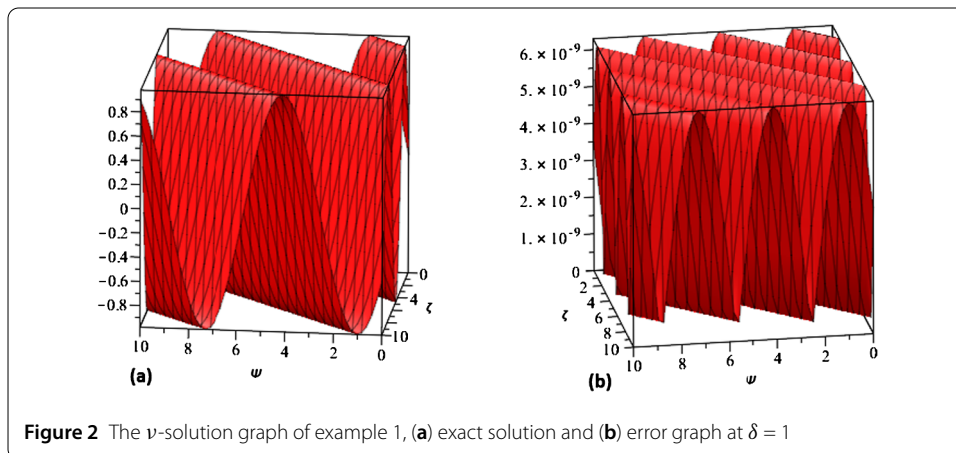 0.8
0.6
0.4
0.2
0
−0.2
−0.4
−0.6
−0.8
10
8
6
4
2
0
ψ
0
4
ζ
10
(a)
6. × 10⁻⁹
5. × 10⁻⁹
4. × 10⁻⁹
3. × 10⁻⁹
2. × 10⁻⁹
1. × 10⁻⁹
0
2
4
ζ
6
8
10
10
8
6
4
2
0
ψ
(b)
Figure 2 The ν-solution graph of example 1, (a) exact solution and (b) error graph at δ = 1